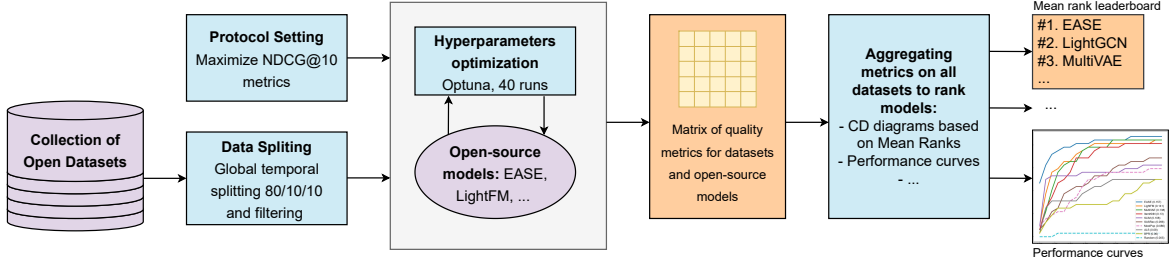 Collection of
Open Datasets
Protocol Setting
Maximize NDCG@10
metrics
Data Spliting
Global temporal
splitting 80/10/10
and filtering
Hyperparameters
optimization
Optuna, 40 runs
Open-source
models: EASE,
LightFM, ...
Matrix of quality
metrics for datasets
and open-source
models
Aggregating
metrics on all
datasets to rank
models:
- CD diagrams based
on Mean Ranks
- Performance curves
- ...
Mean rank leaderboard
#1. EASE
#2. LightGCN
#3. MultiVAE
...
...
Performance curves